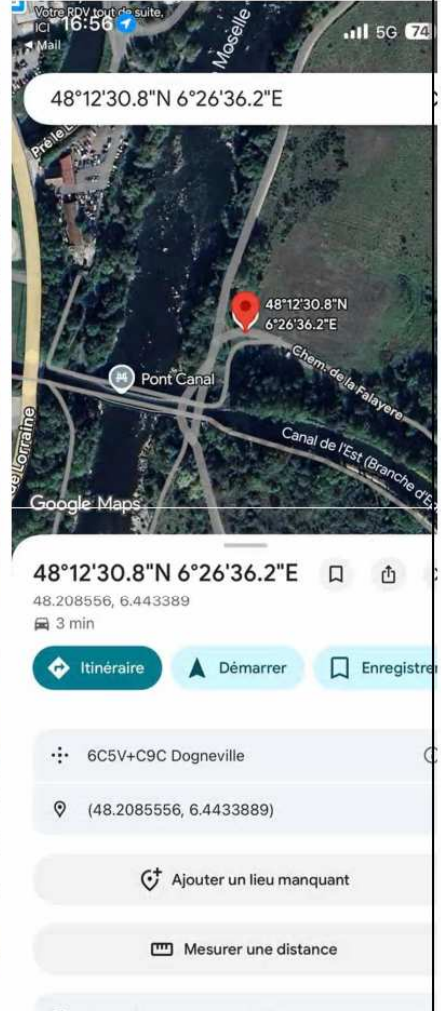 Votre RDV tout de suite,
ICI
16:56
5G 74
Mail
Moselle
48°12'30.8"N 6°26'36.2"E
48°12'30.8"N
6°26'36.2"E
Pont Canal
Chem. de la Falayere
Canal de l'Est (Branche
Lorraine
Google Maps
48°12'30.8"N 6°26'36.2"E
48.208556, 6.443389
3 min
Itinéraire
Démarrer
Enregistrer
6C5V+C9C Dogneville
(48.2085556, 6.4433889)
Ajouter un lieu manquant
Mesurer une distance